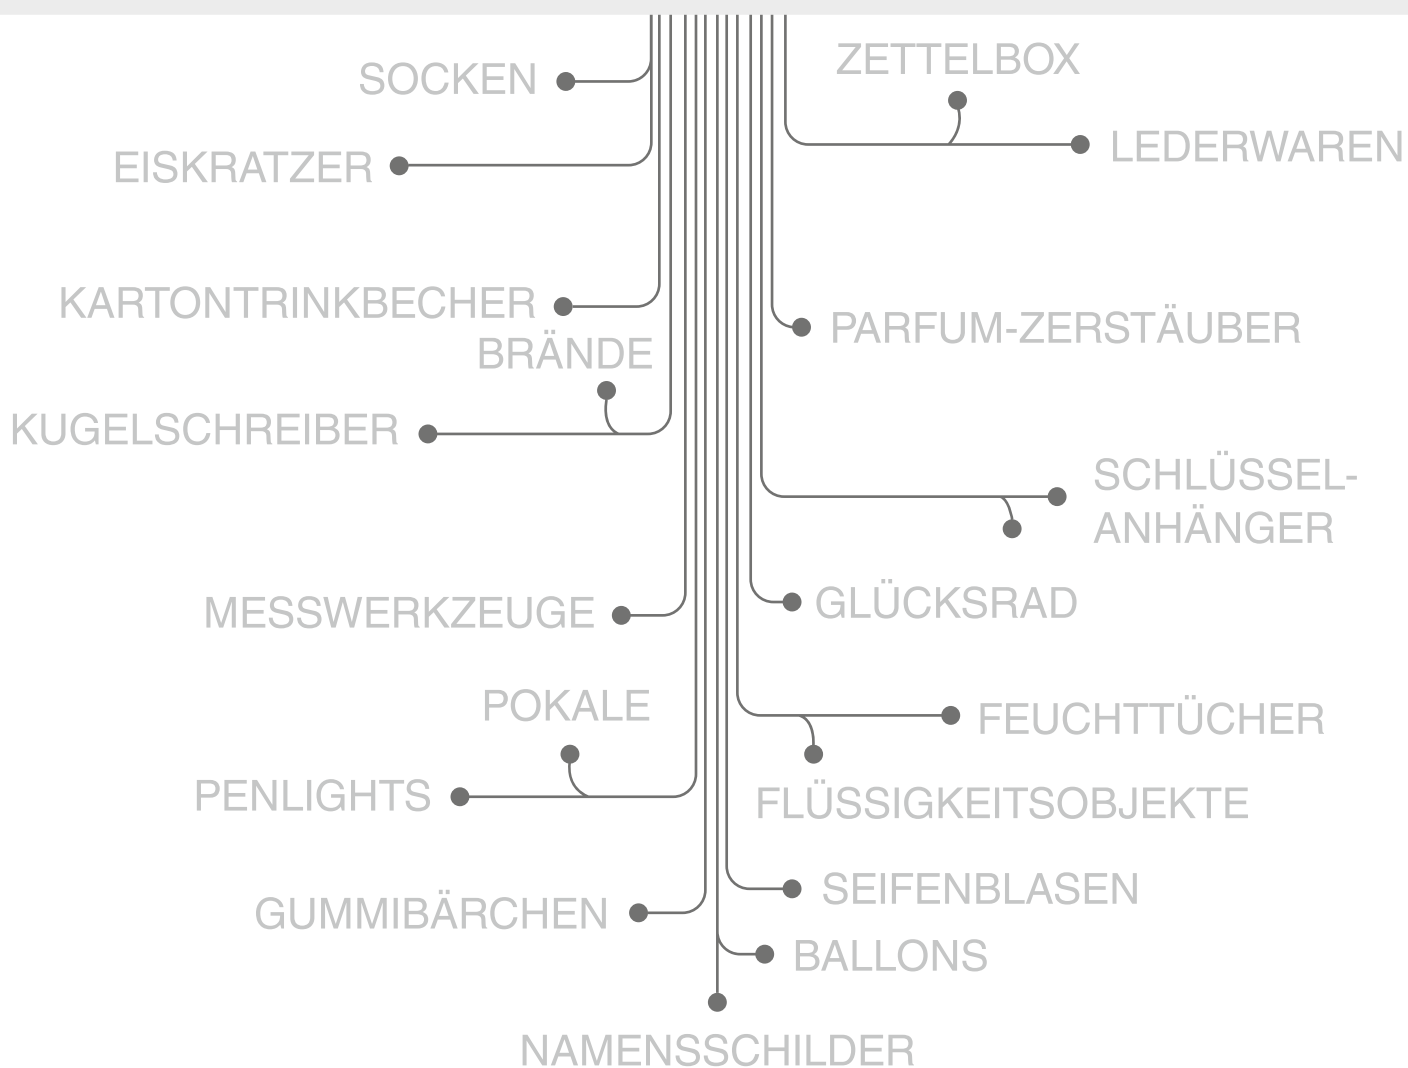 ZETTELBOX
SOCKEN
LEDERWAREN
EISKRATZER
KARTONTRINKBECHER
PARFUM-ZERSTÄUBER
BRÄNDE
KUGELSCHREIBER
SCHLÜSSEL-
ANHÄNGER
GLÜCKSRAD
MESSWERKZEUGE
POKALE
FEUCHTTÜCHER
PENLIGHTS
FLÜSSIGKEITSOBJEKTE
SEIFENBLASEN
GUMMIBÄRCHEN
BALLONS
NAMENSSCHILDER